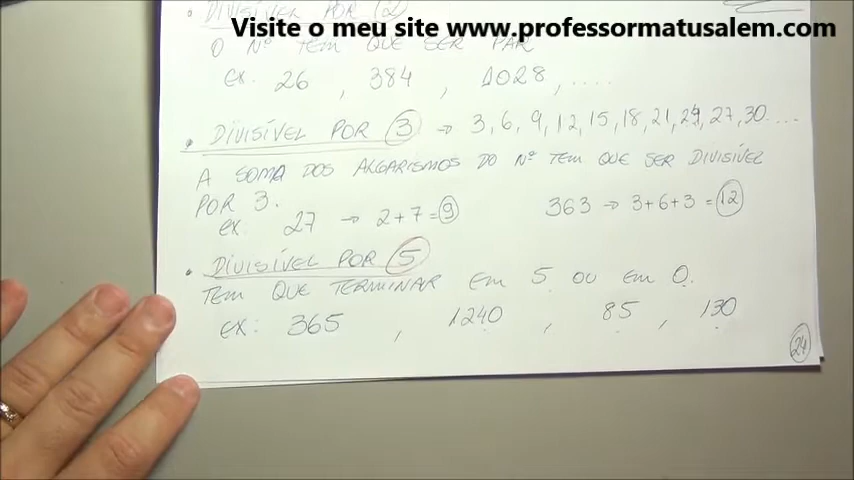 Visite o meu site www.professormatusalem.com
• DIVISÍVEL POR (2)
O Nº TEM QUE SER PAR
ex. 26 , 384 , 1028 , ....
• DIVISÍVEL POR 3 → 3, 6, 9, 12, 15, 18, 21, 24, 27, 30....
A SOMA DOS ALGARISMOS DO Nº TEM QUE SER DIVISÍVEL
POR 3.
ex. 27 → 2+7=9 363 → 3+6+3 = 12
• DIVISÍVEL POR 5
TEM QUE TERMINAR EM 5 OU EM 0.
ex: 365 , 1240 , 85 , 130
24